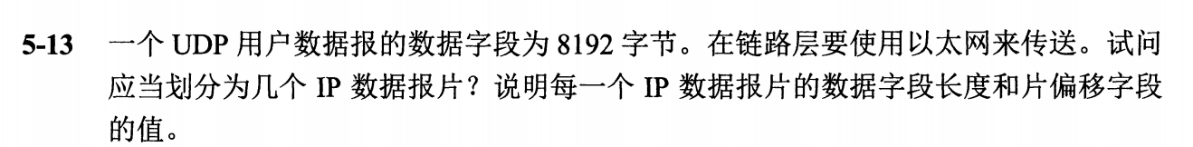 5-13 一个 UDP 用户数据报的数据字段为 8192 字节。在链路层要使用以太网来传送。试问
应当划分为几个 IP 数据报片？说明每一个 IP 数据报片的数据字段长度和片偏移字段
的值。